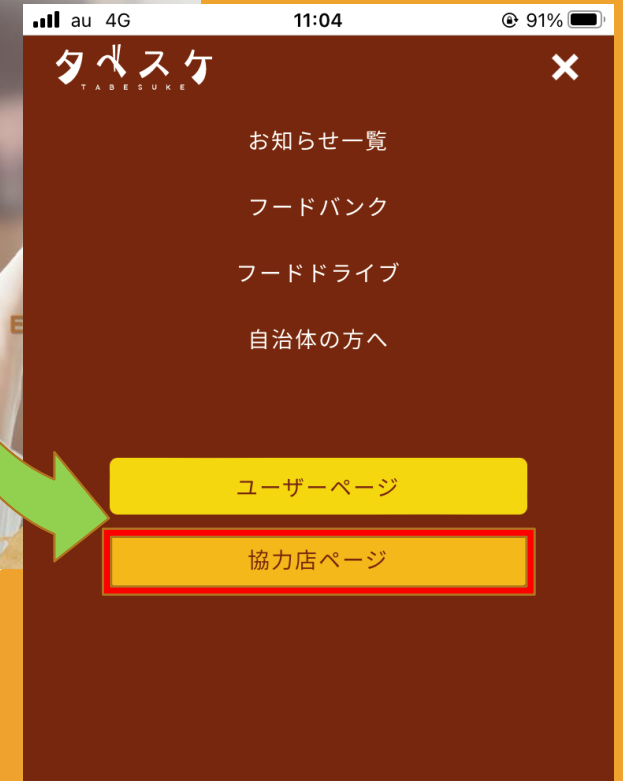 au 4G 11:04 91%
タベスケ
TABESUKE
お知らせ一覧
フードバンク
フードドライブ
自治体の方へ
ユーザーページ
協力店ページ